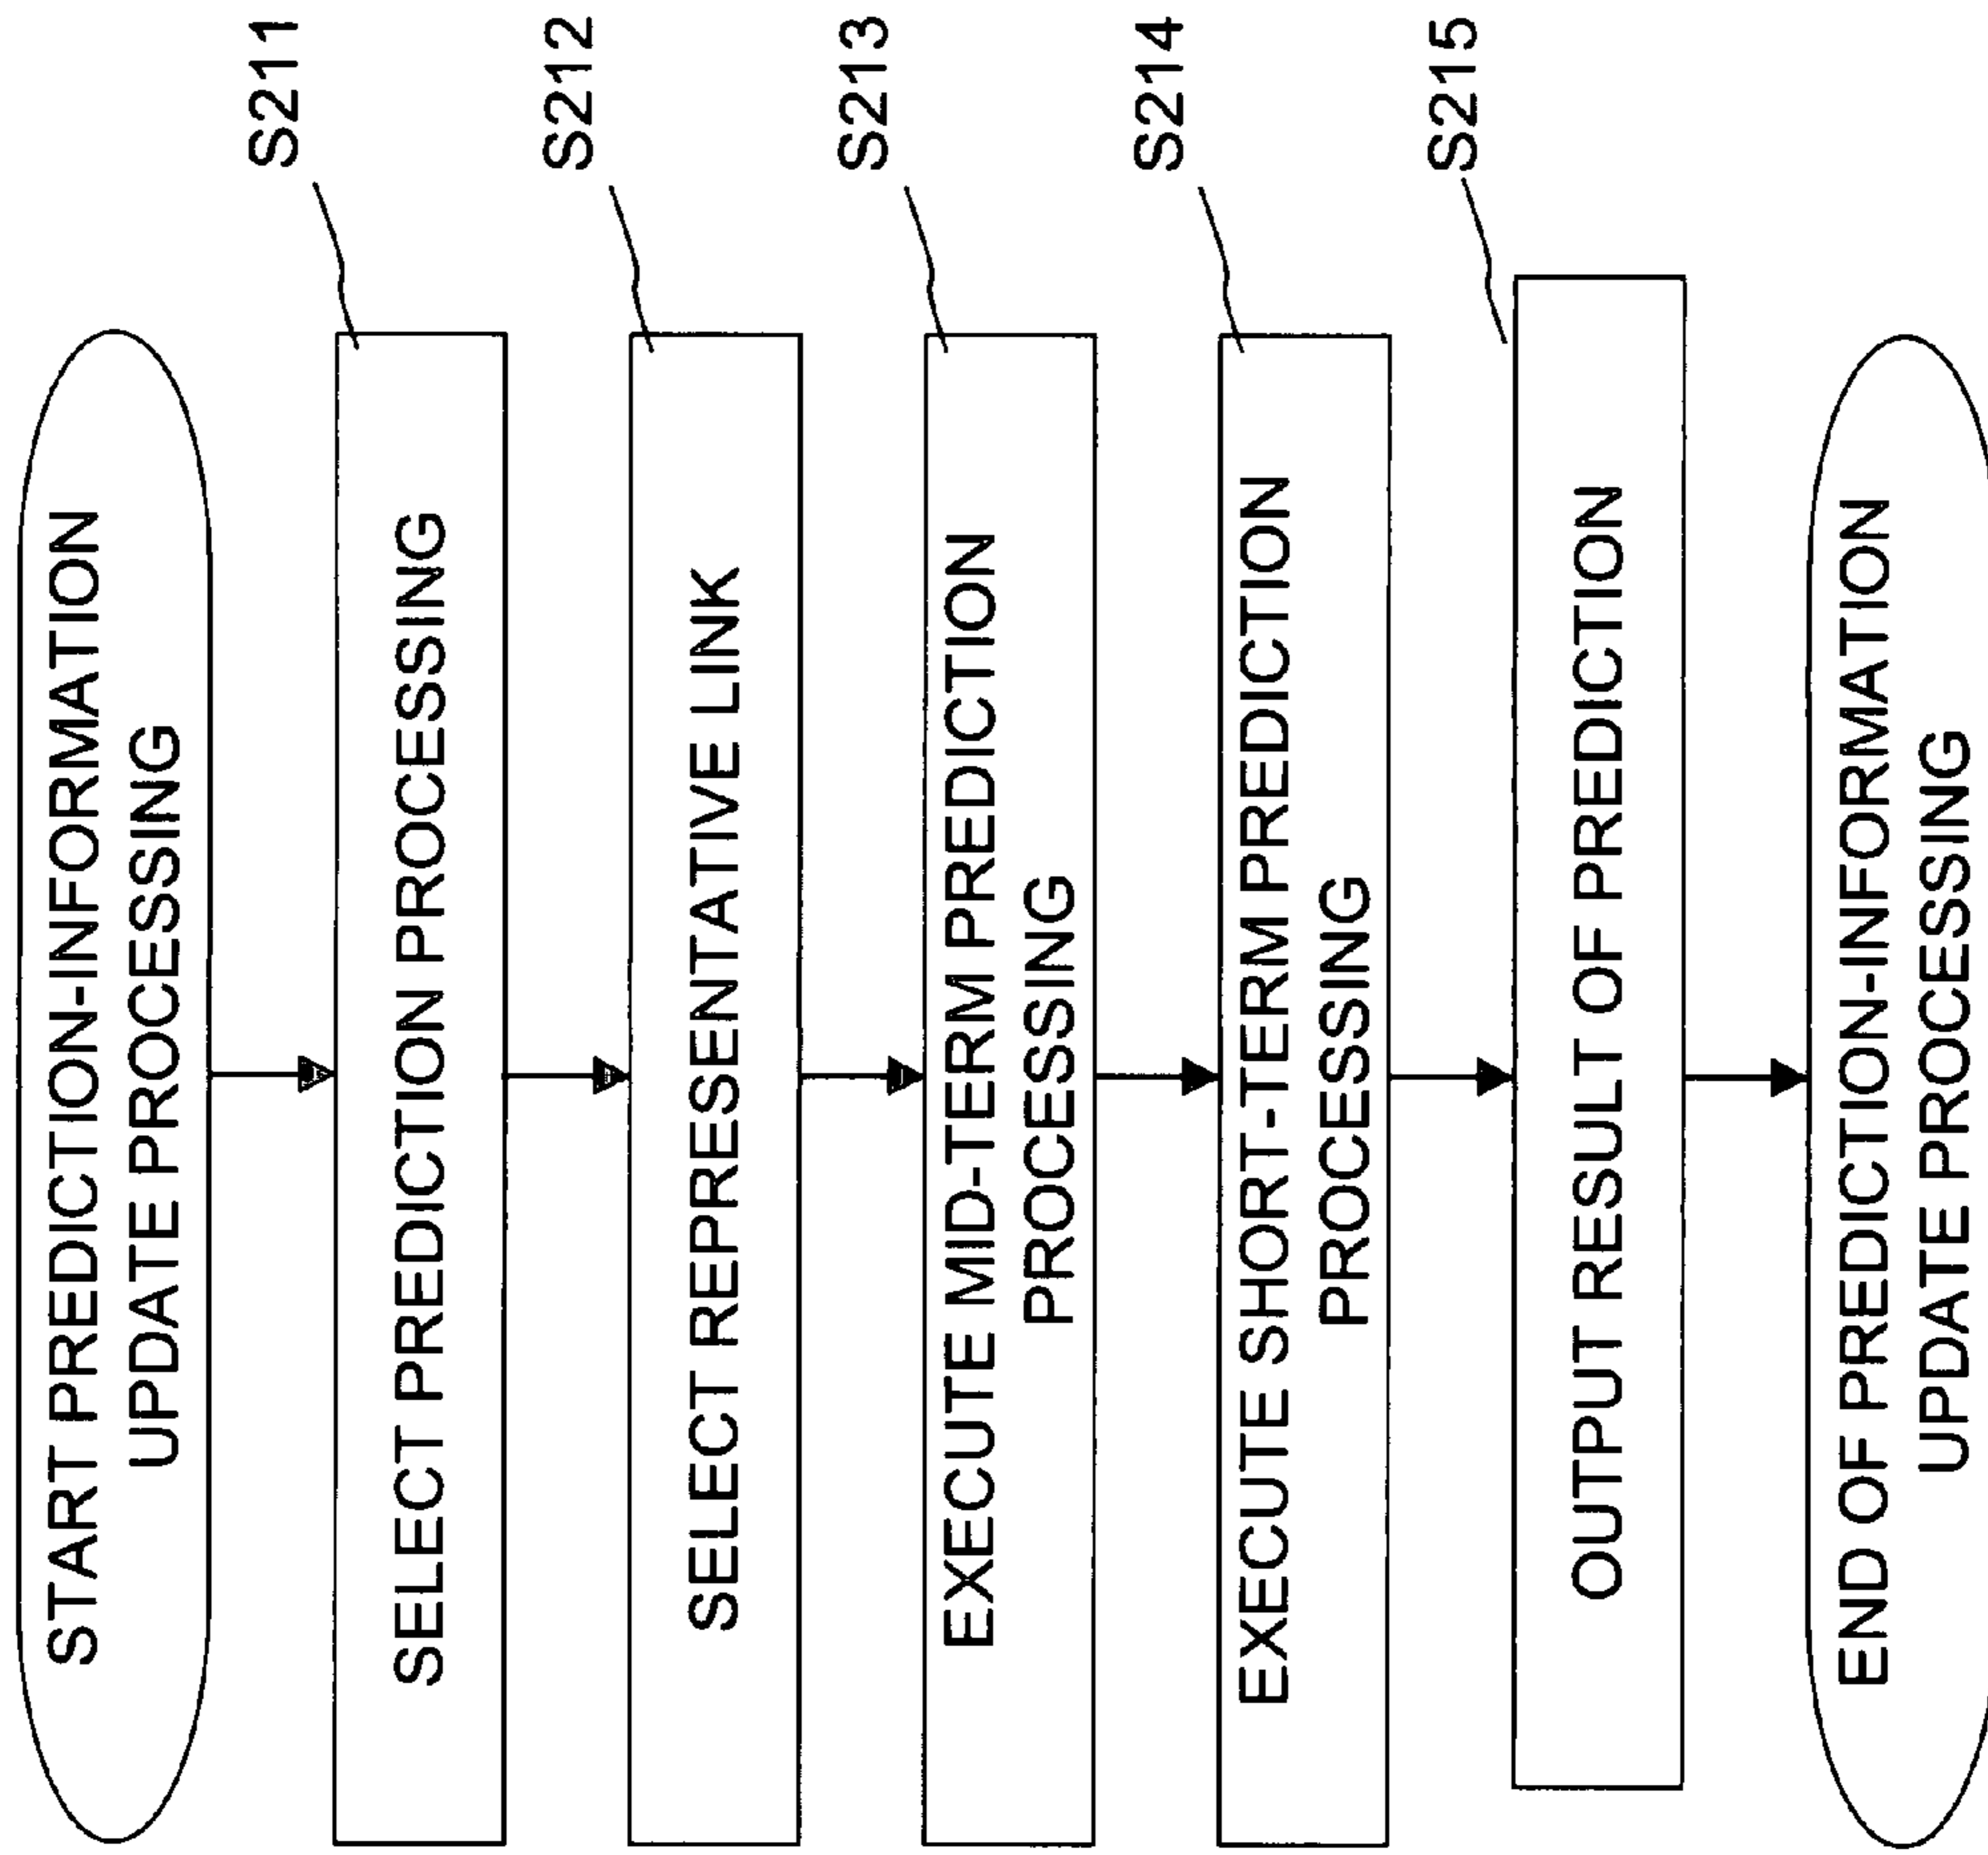 START PREDICTION-INFORMATION
UPDATE PROCESSING
S211
SELECT PREDICTION PROCESSING
S212
SELECT REPRESENTATIVE LINK
S213
EXECUTE MID-TERM PREDICTION
PROCESSING
S214
EXECUTE SHORT-TERM PREDICTION
PROCESSING
S215
OUTPUT RESULT OF PREDICTION
END OF PREDICTION-INFORMATION
UPDATE PROCESSING